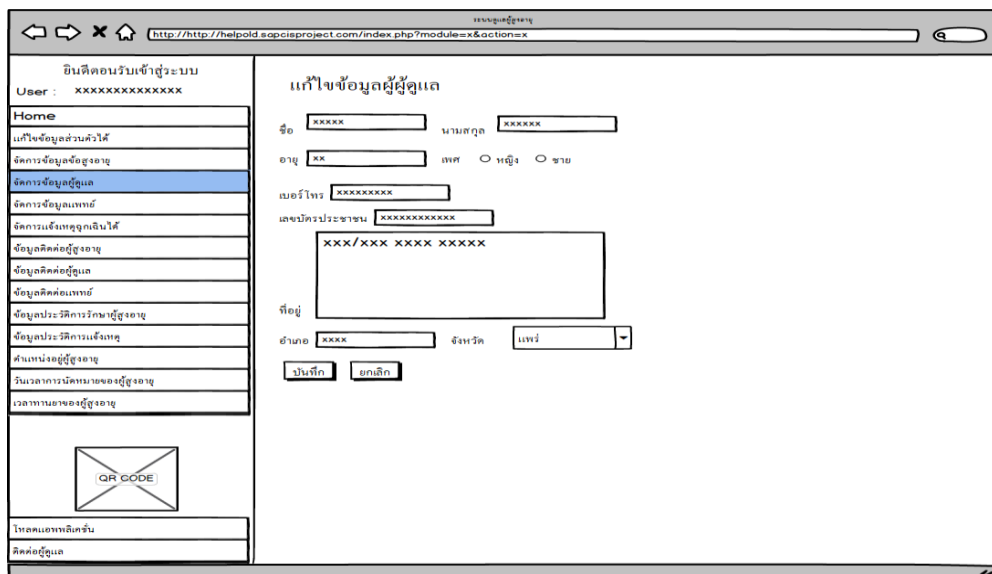 ระบบดูแลผู้สูงอายุ
http://http://helpold.sapcisproject.com/index.php?module=x&action=x
ยินดีตอนรับเข้าสู่ระบบ
User : xxxxxxxxxxxxxx
Home
แก้ไขข้อมูลส่วนตัวได้
จัดการข้อมูลข้อสูงอายุ
จัดการข้อมูลผู้ดูแล
จัดการข้อมูลแพทย์
จัดการแจ้งเหตุฉุกเฉินได้
ข้อมูลติดต่อผู้สูงอายุ
ข้อมูลติดต่อผู้ดูแล
ข้อมูลติดต่อแพทย์
ข้อมูลประวัติการรักษาผู้สูงอายุ
ข้อมูลประวัติการแจ้งเหตุ
ตำแหน่งอยู่ผู้สูงอายุ
วันเวลาการนัดหมายของผู้สูงอายุ
เวลาทานยาของผู้สูงอายุ
QR CODE
โหลดแอพพลิเคชั่น
ติดต่อผู้ดูแล
แก้ไขข้อมูลผู้ผู้ดูแล
ชื่อ xxxxx นามสกุล xxxxxx
อายุ xx เพศ หญิง ชาย
เบอร์โทร xxxxxxxxx
เลขบัตรประชาชน xxxxxxxxxxxx
xxx/xxx xxxx xxxxx
ที่อยู่
อำเภอ xxxx จังหวัด แพร่
บันทึก ยกเลิก